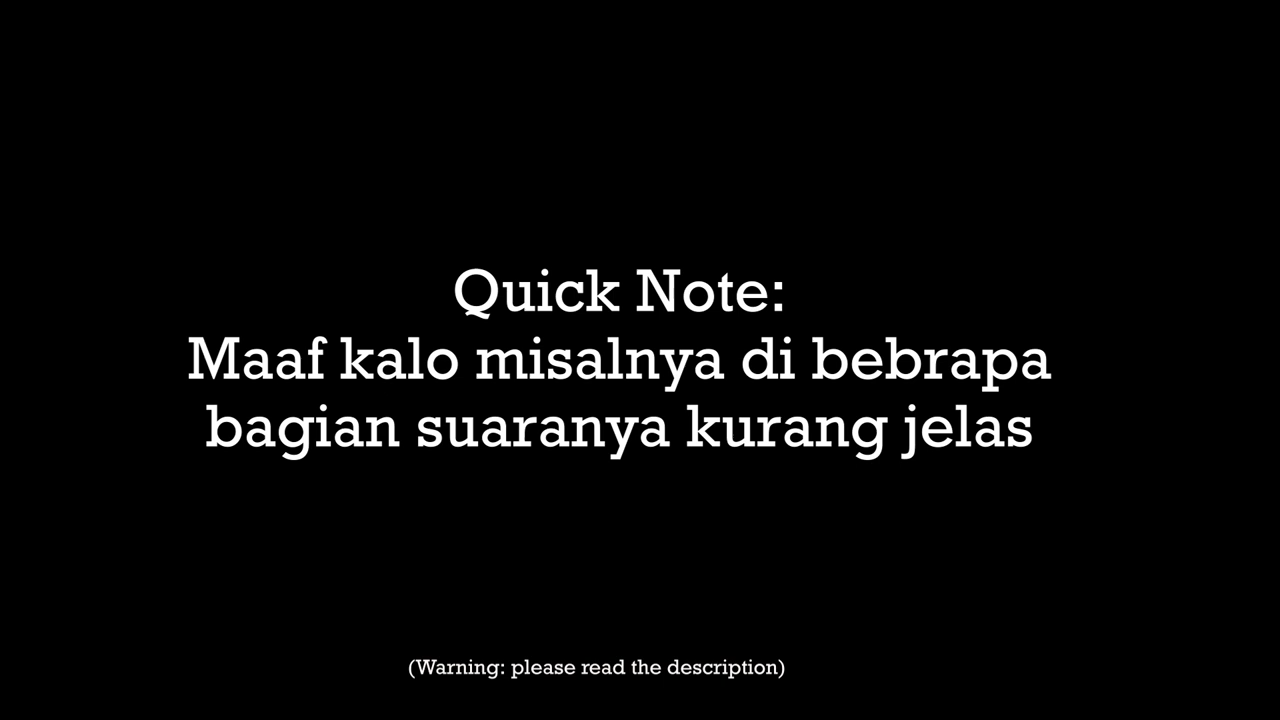 Quick Note:
Maaf kalo misalnya di bebrapa
bagian suaranya kurang jelas
(Warning: please read the description)